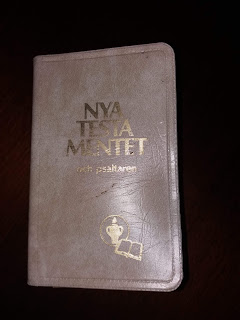 NYA
TESTA
MENTET
och psaltaren